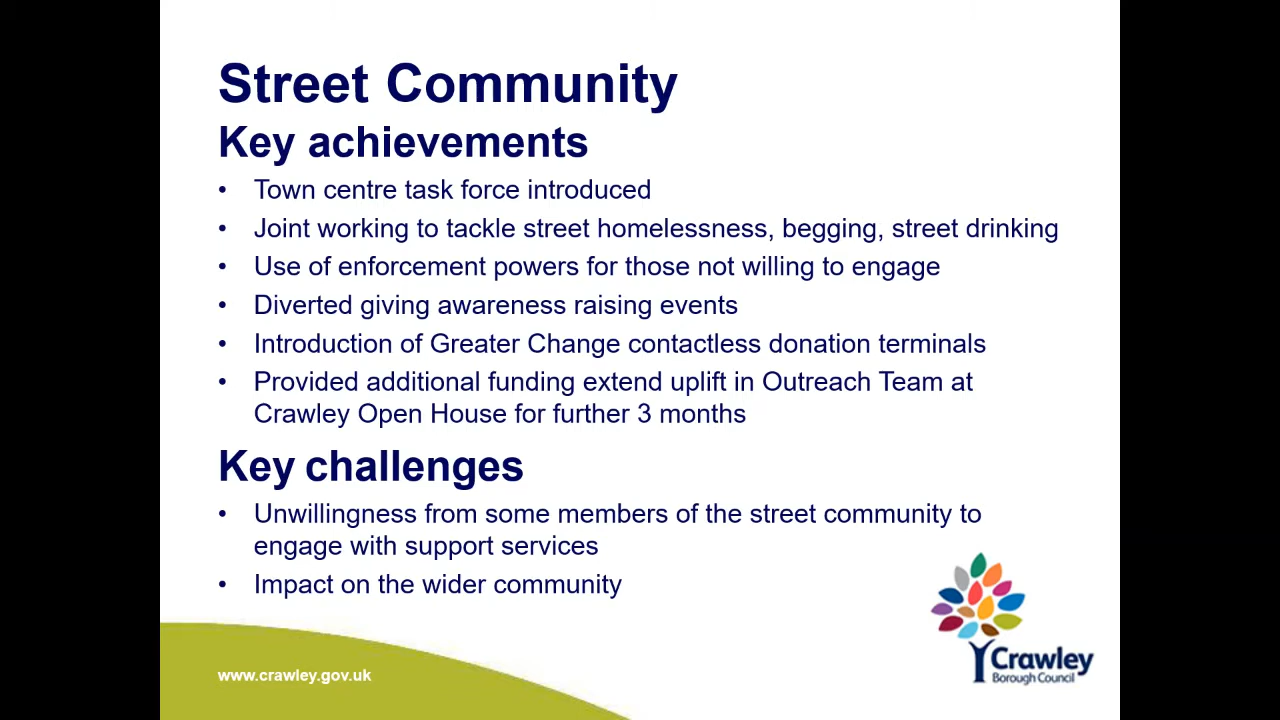 Street Community
Key achievements
• Town centre task force introduced
• Joint working to tackle street homelessness, begging, street drinking
• Use of enforcement powers for those not willing to engage
• Diverted giving awareness raising events
• Introduction of Greater Change contactless donation terminals
• Provided additional funding extend uplift in Outreach Team at
Crawley Open House for further 3 months
Key challenges
• Unwillingness from some members of the street community to
engage with support services
• Impact on the wider community
www.crawley.gov.uk
Crawley
Borough Council